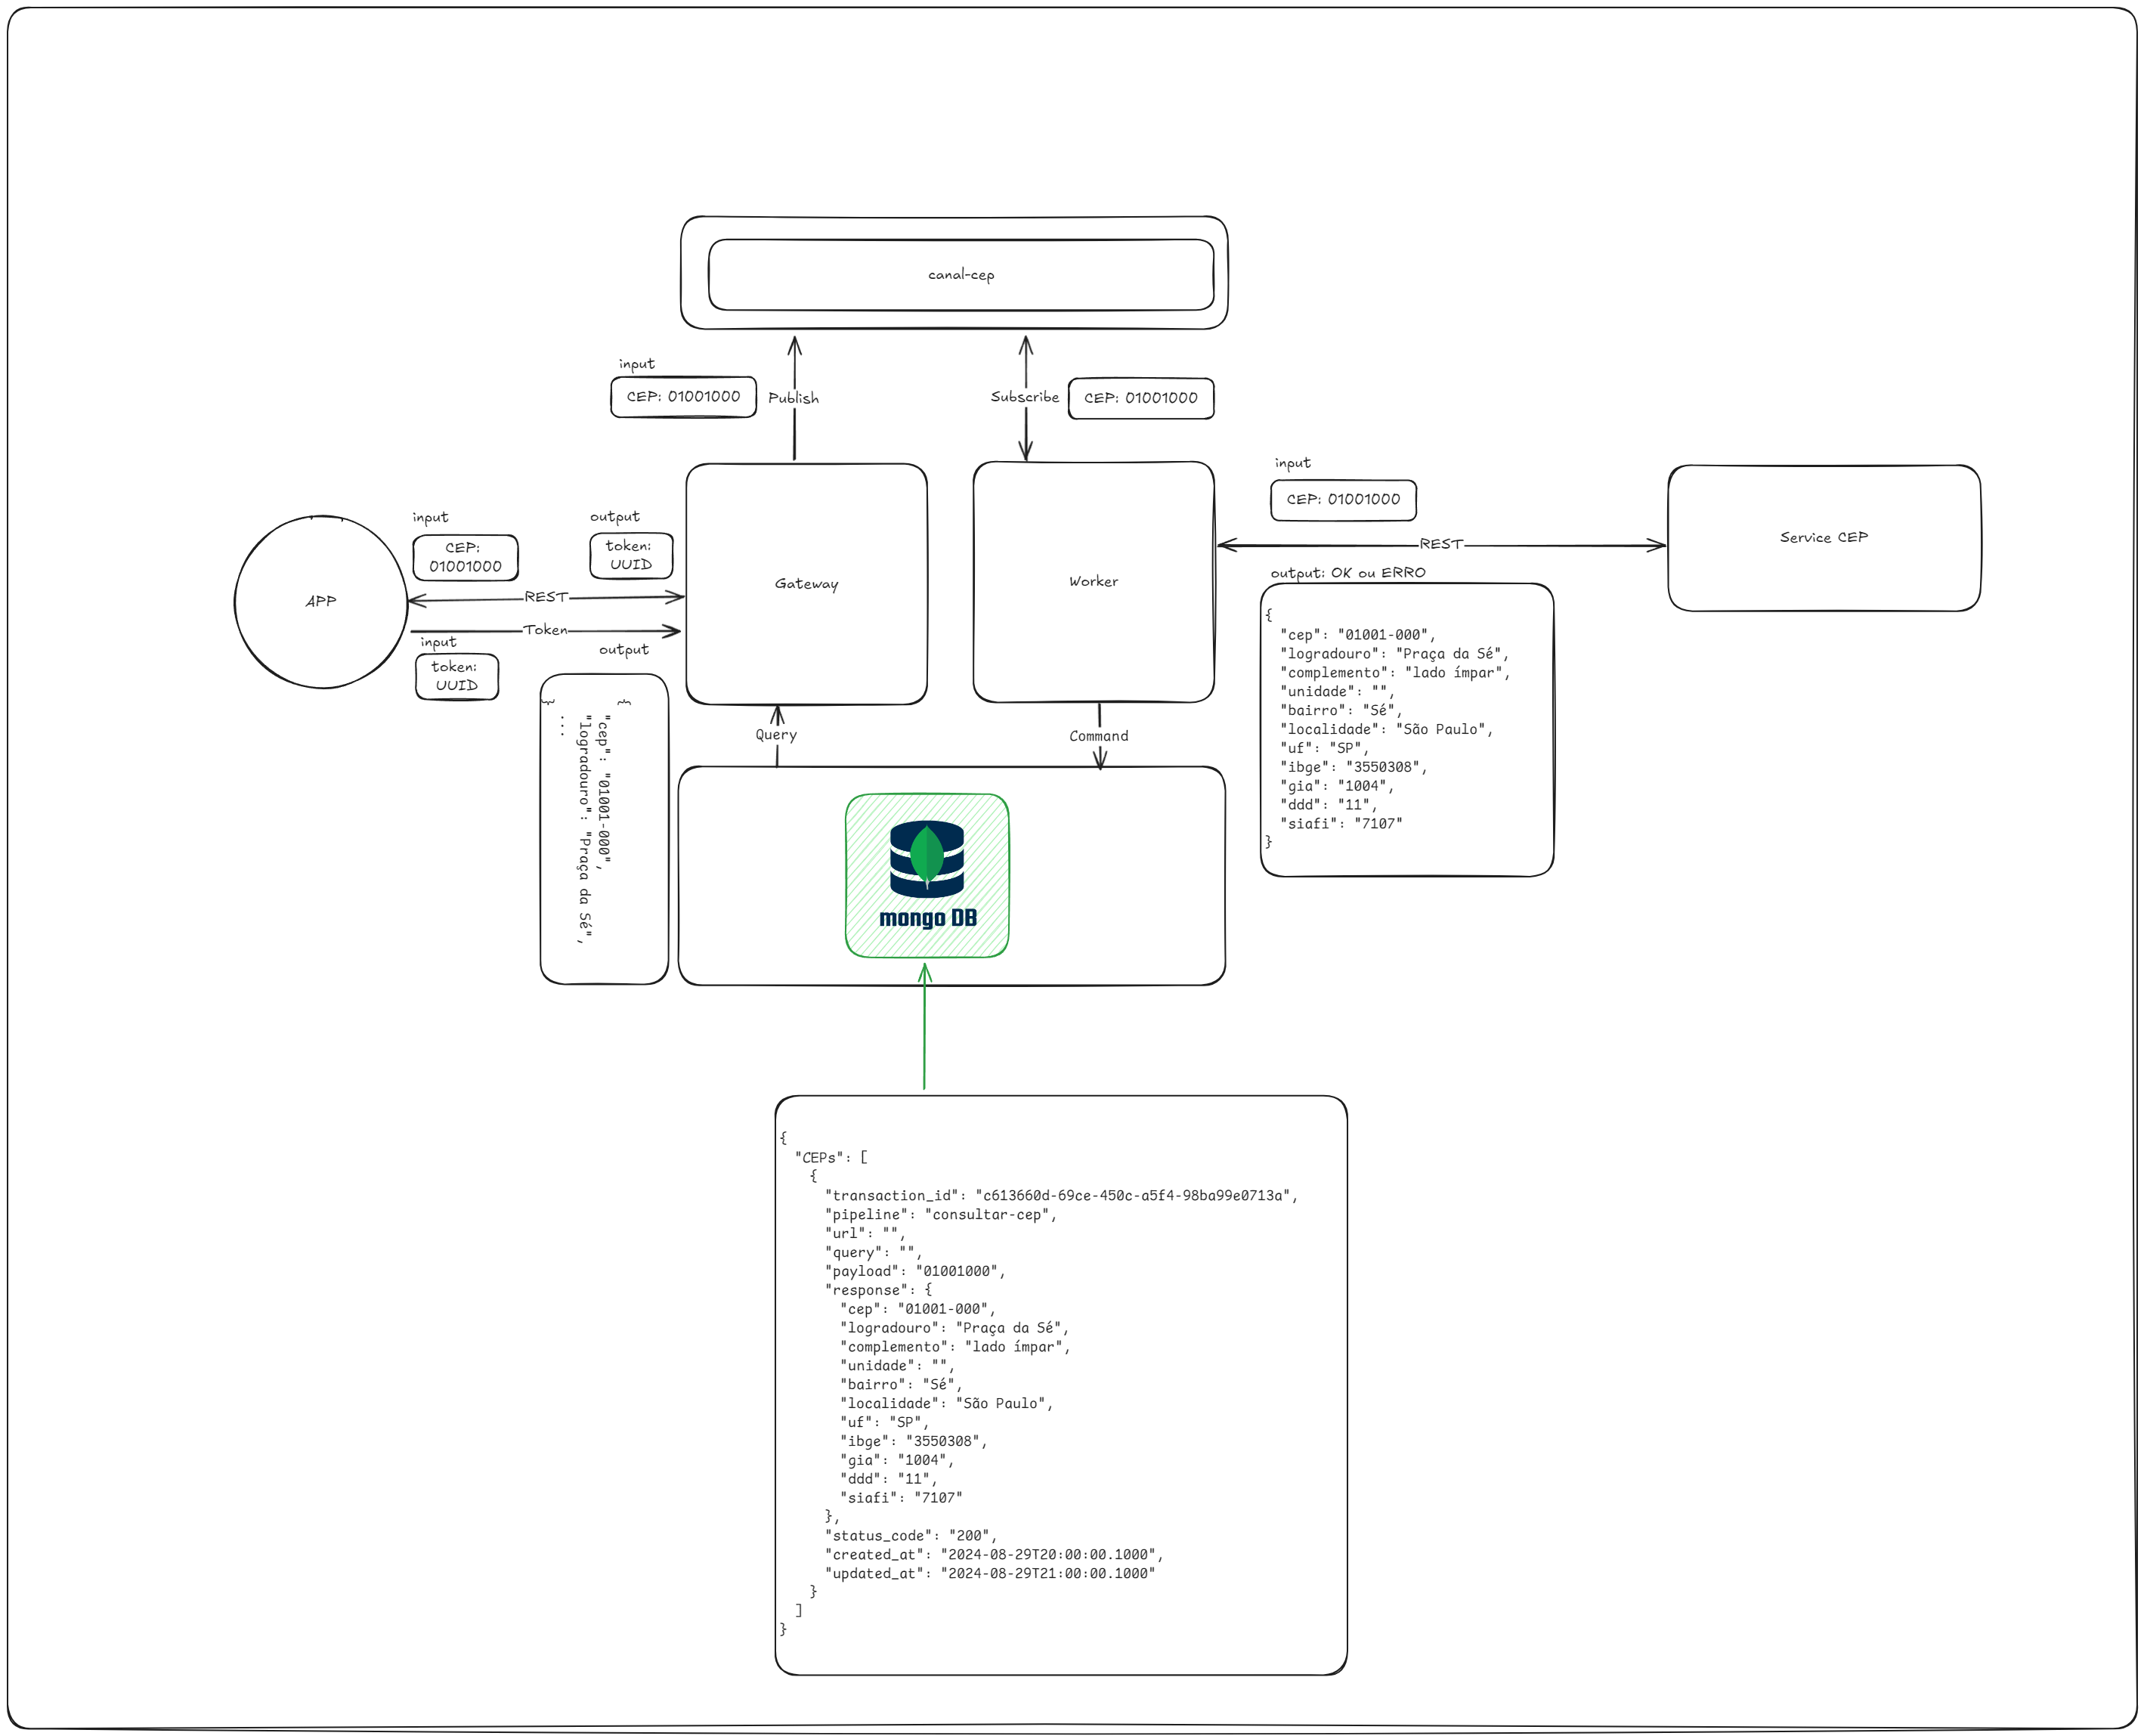 canal-cep
input
CEP: 01001000
Publish
Subscribe
CEP: 01001000
input
CEP:
01001000
output
token:
UUID
REST
Token
input
token:
UUID
output
APP
Gateway
Worker
input
CEP: 01001000
REST
Service CEP
output: OK ou ERRO
{
"cep": "01001-000",
"logradouro": "Praça da Sé",
"complemento": "lado ímpar",
"unidade": "",
"bairro": "Sé",
"localidade": "São Paulo",
"uf": "SP",
"ibge": "3550308",
"gia": "1004",
"ddd": "11",
"siafi": "7107"
}
{
"cep": "01001-000",
"logradouro": "Praça da Sé",
...
}
Query
Command
mongo DB
{
"CEPs": [
{
"transaction_id": "c613660d-69ce-450c-a5f4-98ba99e0713a",
"pipeline": "consultar-cep",
"url": "",
"query": "",
"payload": "01001000",
"response": {
"cep": "01001-000",
"logradouro": "Praça da Sé",
"complemento": "lado ímpar",
"unidade": "",
"bairro": "Sé",
"localidade": "São Paulo",
"uf": "SP",
"ibge": "3550308",
"gia": "1004",
"ddd": "11",
"siafi": "7107"
},
"status_code": "200",
"created_at": "2024-08-29T20:00:00.1000",
"updated_at": "2024-08-29T21:00:00.1000"
}
]
}